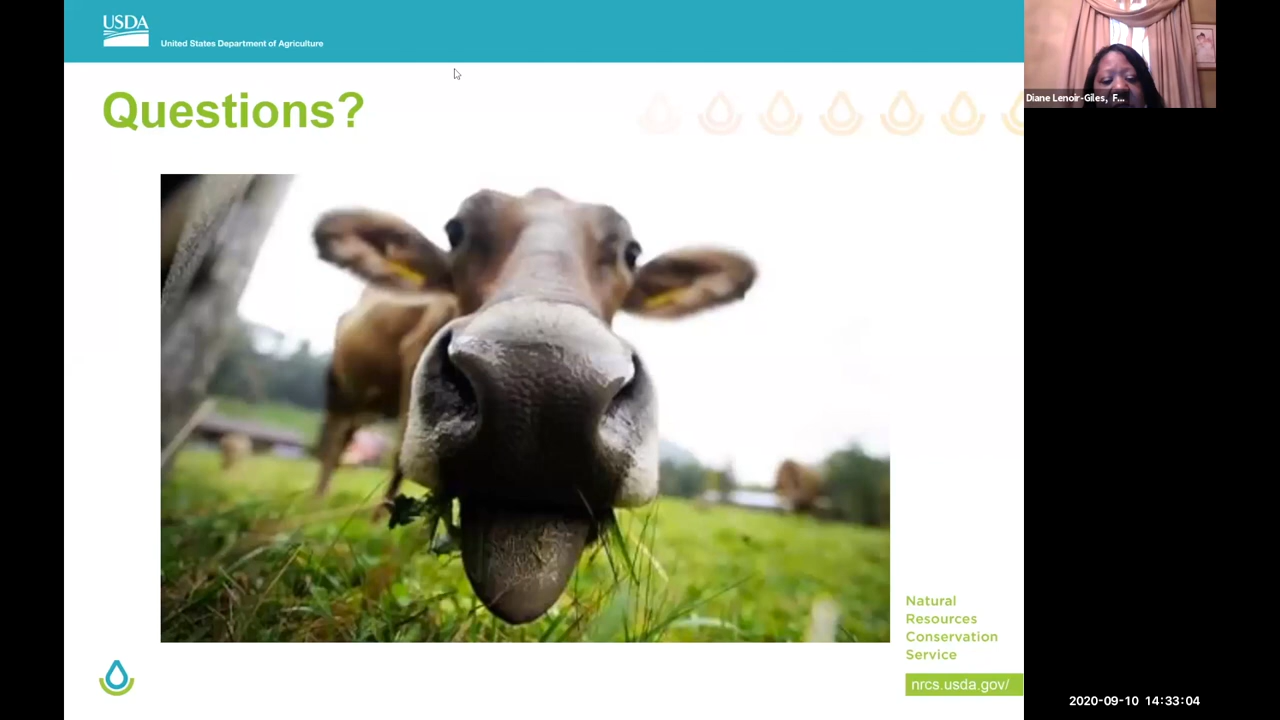 USDA
United States Department of Agriculture
Questions?
Diane Lenoir-Giles, F...
Natural
Resources
Conservation
Service
nrcs.usda.gov/
2020-09-10 14:33:04